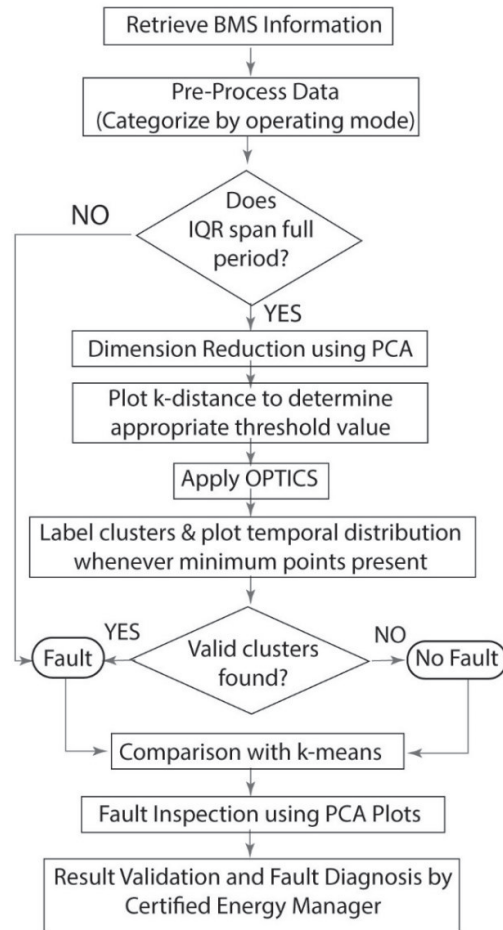 Retrieve BMS Information
Pre-Process Data
(Categorize by operating mode)
NO
Does
IQR span full
period?
YES
Dimension Reduction using PCA
Plot k-distance to determine
appropriate threshold value
Apply OPTICS
Label clusters & plot temporal distribution
whenever minimum points present
YES
NO
Fault
Valid clusters
found?
No Fault
Comparison with k-means
Fault Inspection using PCA Plots
Result Validation and Fault Diagnosis by
Certified Energy Manager